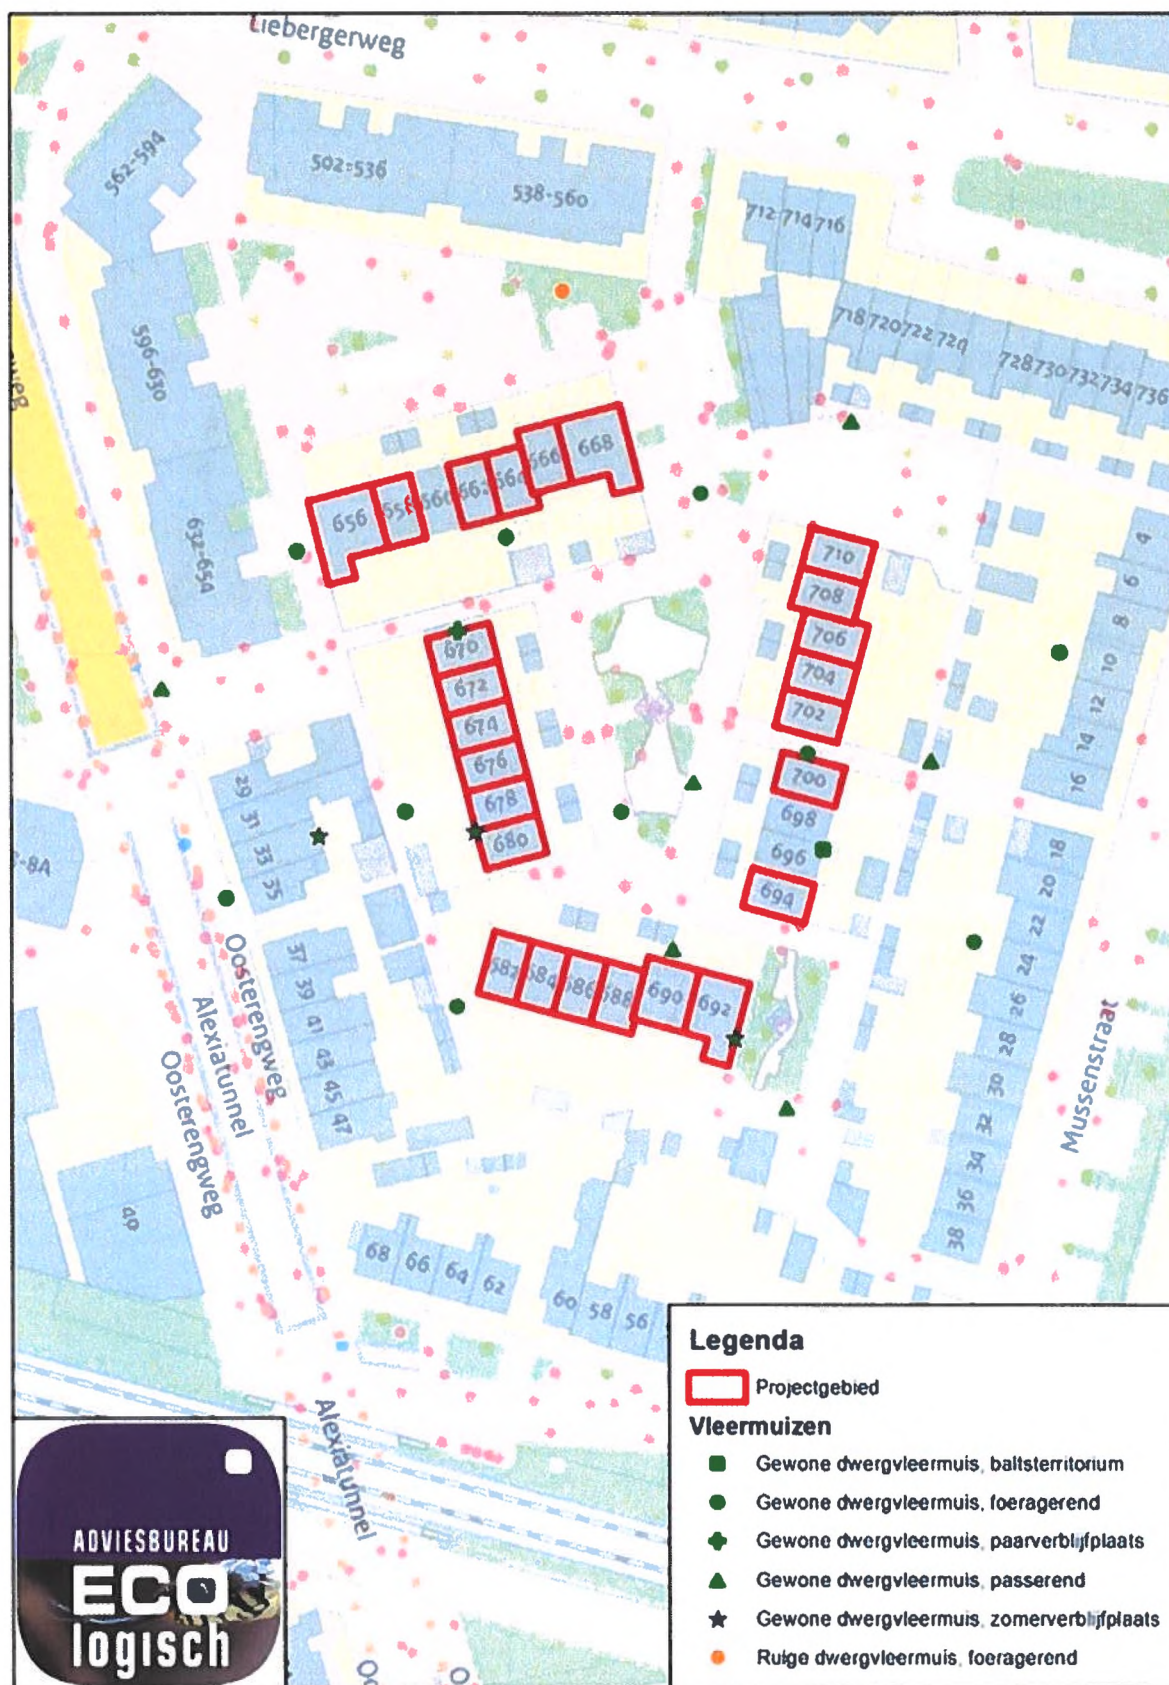 Liebergerweg
562-594
502-536
538-560
712 714 716
718 720 722 724
728 730 732 734 736
596-630
632-654
656
668
666
670
672
674
676
678
680
710
708
706
704
702
700
698
696
694
690
692
4
6
8
10
12
14
16
18
20
22
24
26
28
30
32
34
36
38
29
31
33
35
37
39
41
43
45
47
49
68
66
64
62
60
58
56
Oosterengweg
Alexiatunnel
Oosterengweg
Mussenstraat
Alexiatunnel
Legenda
Projectgebied
Vleermuizen
Gewone dwergvleermuis, baltsterritorium
Gewone dwergvleermuis, foeragerend
Gewone dwergvleermuis, paarverblijfplaats
Gewone dwergvleermuis, passerend
Gewone dwergvleermuis, zomerverblijfplaats
Ruige dwergvleermuis, foeragerend
ADVIESBUREAU
ECO
logisch